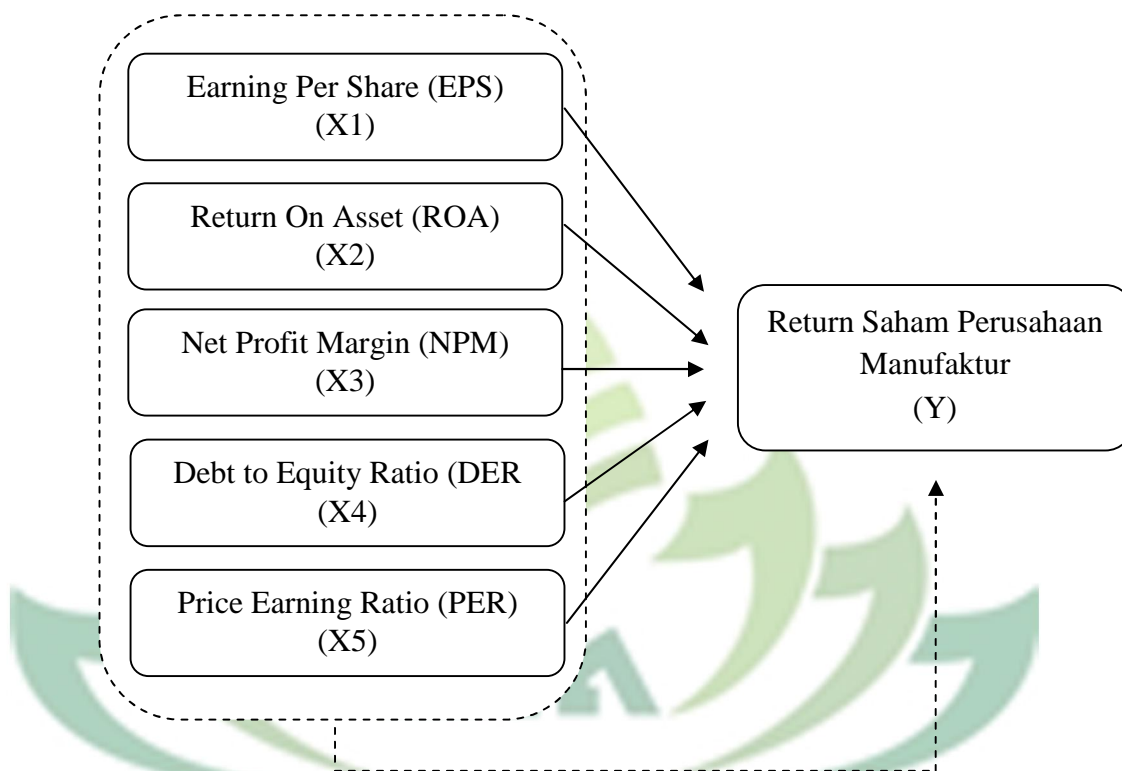 Earning Per Share (EPS)
(X1)
Return On Asset (ROA)
(X2)
Net Profit Margin (NPM)
(X3)
Debt to Equity Ratio (DER
(X4)
Price Earning Ratio (PER)
(X5)
Return Saham Perusahaan
Manufaktur
(Y)